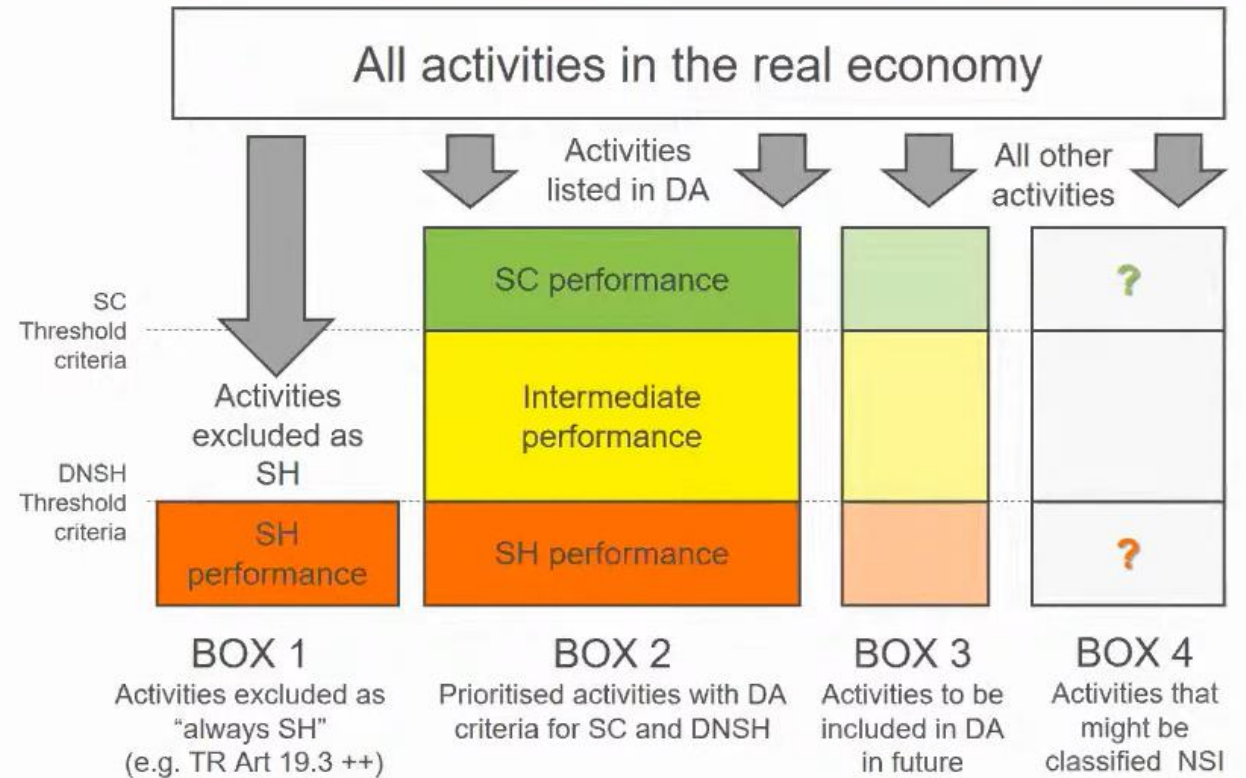 All activities in the real economy
Activities
listed in DA
All other
activities
SC
Threshold
criteria
SC performance
?
Activities
excluded as
SH
Intermediate
performance
DNSH
Threshold
criteria
SH
performance
SH performance
?
BOX 1
Activities excluded as
“always SH”
(e.g. TR Art 19.3 ++)
BOX 2
Prioritised activities with DA
criteria for SC and DNSH
BOX 3
Activities to be
included in DA
in future
BOX 4
Activities that
might be
classified NSI